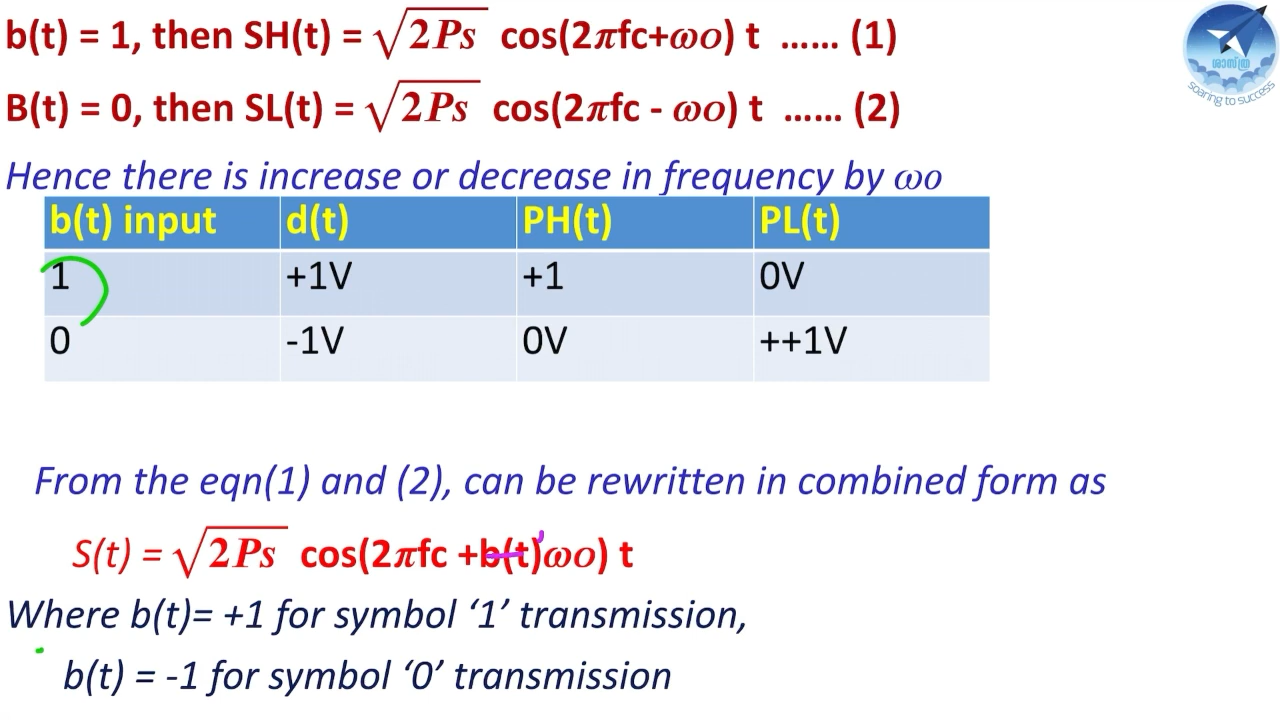 b(t) = 1, then SH(t) = √2Ps cos(2πfc+ωo) t …… (1)
B(t) = 0, then SL(t) = √2Ps cos(2πfc - ωo) t …… (2)
Hence there is increase or decrease in frequency by ωo
b(t) input d(t) PH(t) PL(t)
1 +1V +1 0V
0 -1V 0V ++1V
From the eqn(1) and (2), can be rewritten in combined form as
S(t) = √2Ps cos(2πfc +b(t)ωo) t
Where b(t)= +1 for symbol ‘1’ transmission,
b(t) = -1 for symbol ‘0’ transmission
ശാസ്ത്ര
soaring to success